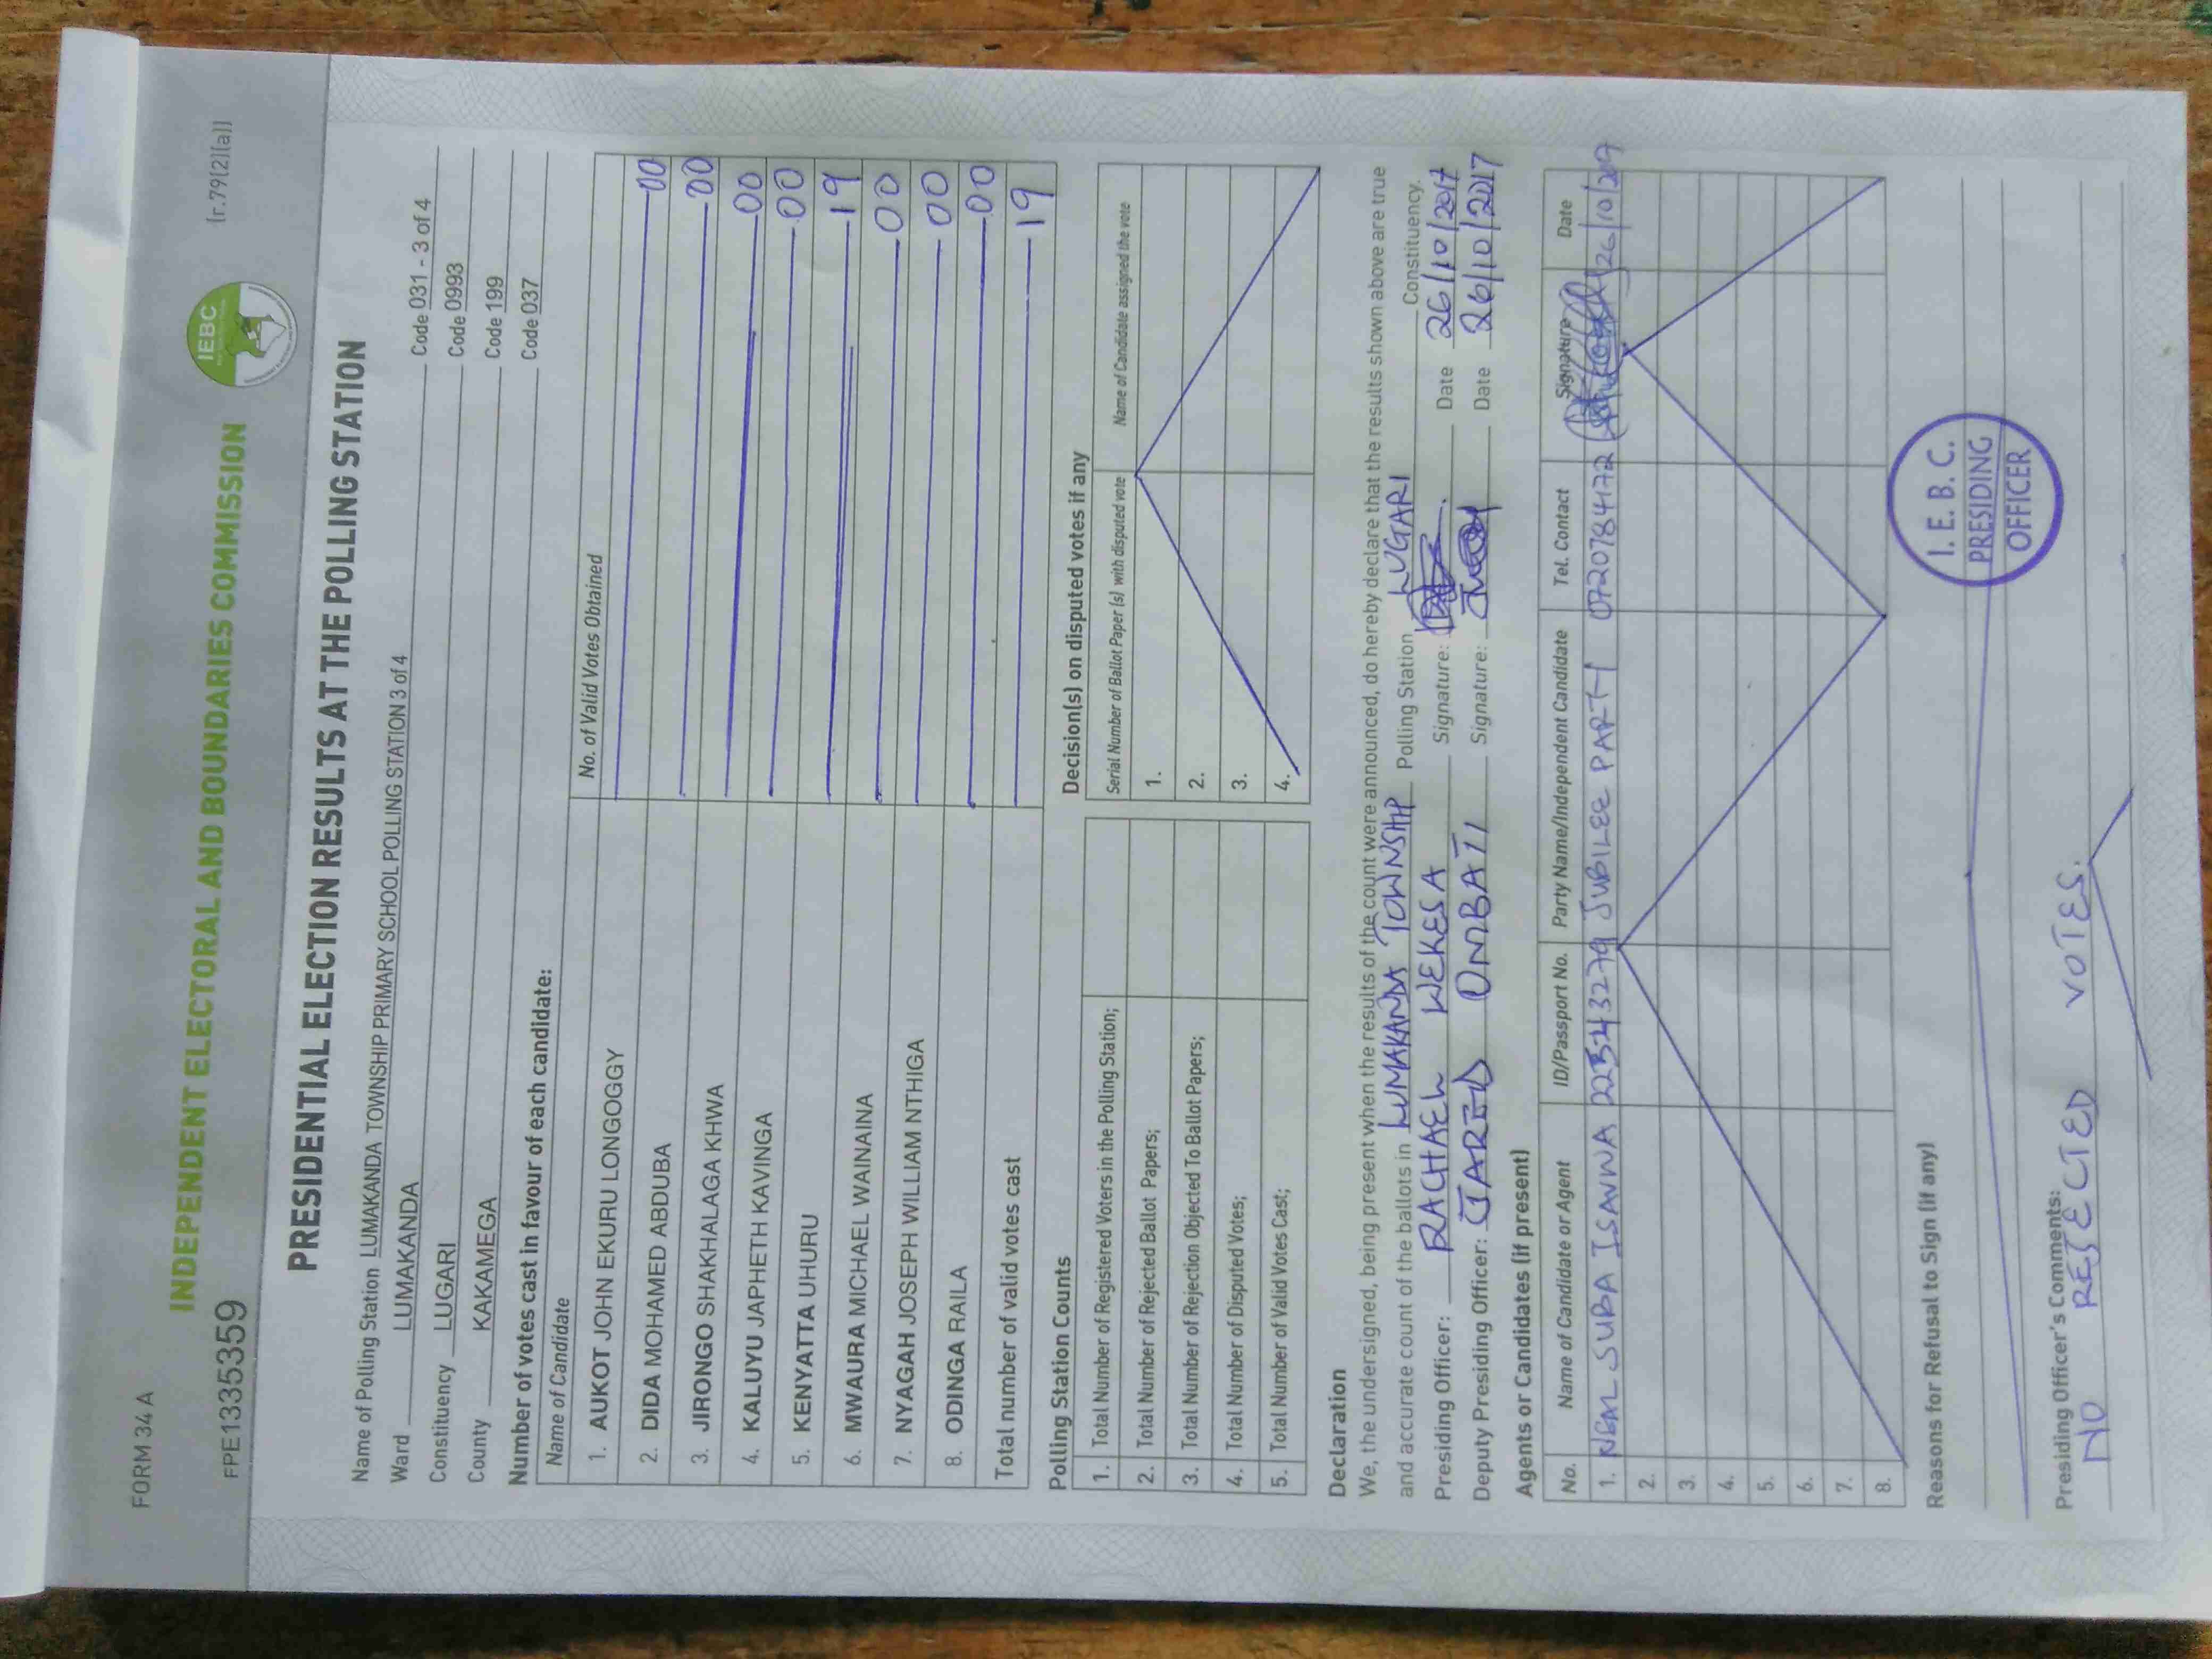 FORM 34 A
(r.79(2)(a))
INDEPENDENT ELECTORAL AND BOUNDARIES COMMISSION
IEBC
FPE1335359
PRESIDENTIAL ELECTION RESULTS AT THE POLLING STATION
Name of Polling Station LUMAKANDA TOWNSHIP PRIMARY SCHOOL POLLING STATION 3 of 4 Code 031 - 3 of 4
Ward LUMAKANDA Code 0993
Constituency LUGARI Code 199
County KAKAMEGA Code 037
Number of votes cast in favour of each candidate:
Name of Candidate No. of Valid Votes Obtained
1. AUKOT JOHN EKURU LONGOGGY 00
2. DIDA MOHAMED ABDUBA 00
3. JIRONGO SHAKHALAGA KHWA 00
4. KALUYU JAPHETH KAVINGA 00
5. KENYATTA UHURU 19
6. MWAURA MICHAEL WAINAINA 00
7. NYAGAH JOSEPH WILLIAM NTHIGA 00
8. ODINGA RAILA 00
Total number of valid votes cast 19
Polling Station Counts
1. Total Number of Registered Voters in the Polling Station;
2. Total Number of Rejected Ballot Papers;
3. Total Number of Rejection Objected To Ballot Papers;
4. Total Number of Disputed Votes;
5. Total Number of Valid Votes Cast;
Decision(s) on disputed votes if any
Serial Number of Ballot Paper (s) with disputed vote Name of Candidate assigned the vote
1.
2.
3.
4.
Declaration
We, the undersigned, being present when the results of the count were announced, do hereby declare that the results shown above are true
and accurate count of the ballots in LUMAKANDA TOWNSHP Polling Station LUGARI Constituency.
Presiding Officer: RACHAEL WEKESA Signature: Date 26/10/2017
Deputy Presiding Officer: JARED OMBATI Signature: Date 26/10/2017
Agents or Candidates (if present)
No. Name of Candidate or Agent ID/Passport No. Party Name/Independent Candidate Tel. Contact Signature Date
1. SUBA ISAVWA JUBILEE PARTY 0720784172 26/10/2017
2.
3.
4.
5.
6.
7.
8.
Reasons for Refusal to Sign (if any)
I. E. B. C.
PRESIDING
OFFICER
Presiding Officer's Comments:
NO REJECTED VOTES.